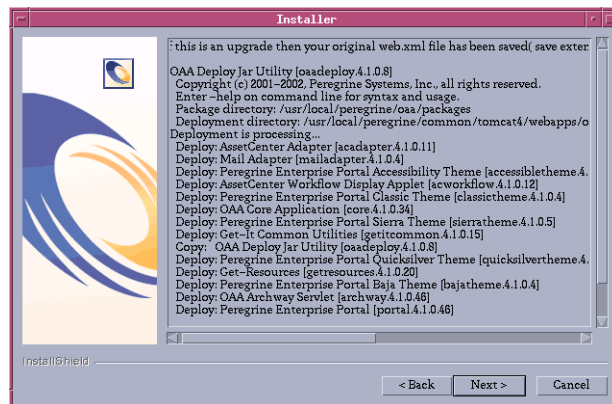 Installer
this is an upgrade then your original web.xml file has been saved( save exter
OAA Deploy Jar Utility [oaadeploy.4.1.0.8]
Copyright (c) 2001-2002, Peregrine Systems, Inc., all rights reserved.
Enter -help on command line for syntax and usage.
Package directory: /usr/local/peregrine/oaa/packages
Deployment directory: /usr/local/peregrine/common/tomcat4/webapps/o
Deployment is processing...
Deploy: AssetCenter Adapter [acadapter.4.1.0.11]
Deploy: Mail Adapter [mailadapter.4.1.0.4]
Deploy: Peregrine Enterprise Portal Accessibility Theme [accessibletheme.4.
Deploy: AssetCenter Workflow Display Applet [acworkflow.4.1.0.12]
Deploy: Peregrine Enterprise Portal Classic Theme [classictheme.4.1.0.4]
Deploy: OAA Core Application [core.4.1.0.34]
Deploy: Peregrine Enterprise Portal Sierra Theme [sierratheme.4.1.0.5]
Deploy: Get-It Common Utilities [getitcommon.4.1.0.15]
Copy: OAA Deploy Jar Utility [oaadeploy.4.1.0.8]
Deploy: Peregrine Enterprise Portal Quicksilver Theme [quicksilvertheme.4.
Deploy: Get-Resources [getresources.4.1.0.20]
Deploy: Peregrine Enterprise Portal Baja Theme [bajatheme.4.1.0.4]
Deploy: OAA Archway Servlet [archway.4.1.0.46]
Deploy: Peregrine Enterprise Portal [portal.4.1.0.46]
InstallShield
< Back Next > Cancel